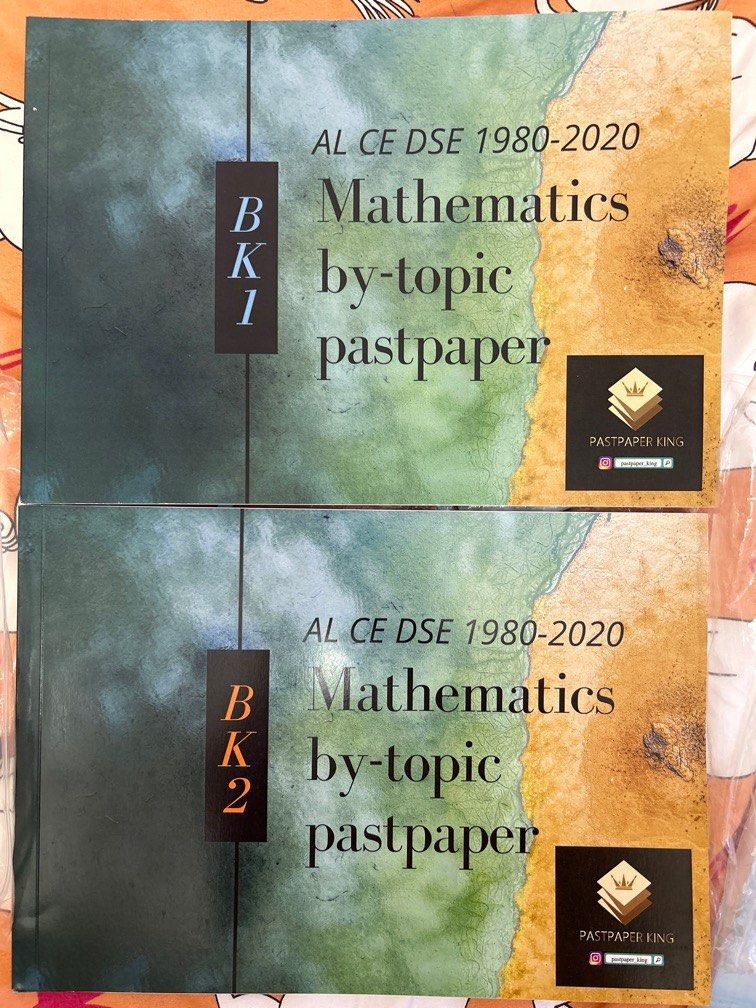 AL CE DSE 1980-2020
Mathematics
by-topic
pastpaper
B
K
1
PASTPAPER KING
pastpaper_king
AL CE DSE 1980-2020
Mathematics
by-topic
pastpaper
B
K
2
PASTPAPER KING
pastpaper_king